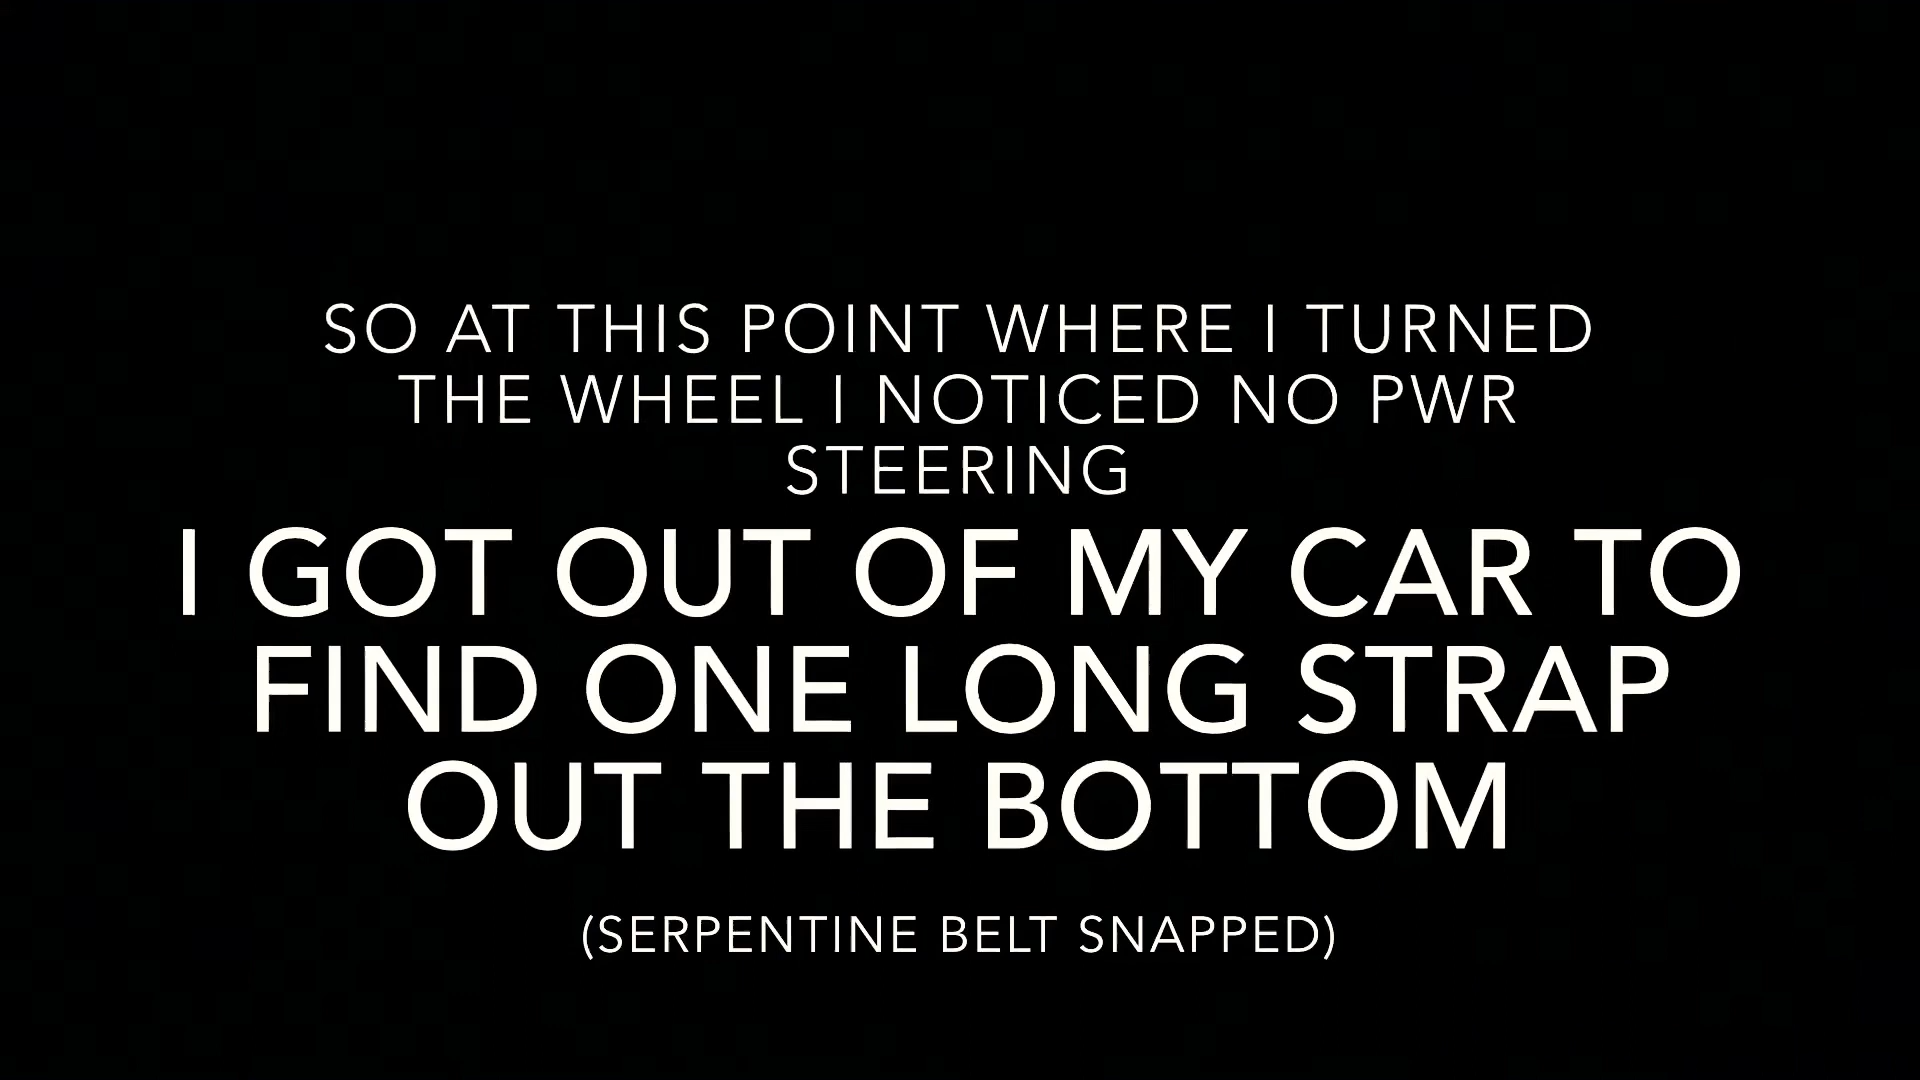 SO AT THIS POINT WHERE I TURNED
THE WHEEL I NOTICED NO PWR
STEERING
I GOT OUT OF MY CAR TO
FIND ONE LONG STRAP
OUT THE BOTTOM
(SERPENTINE BELT SNAPPED)